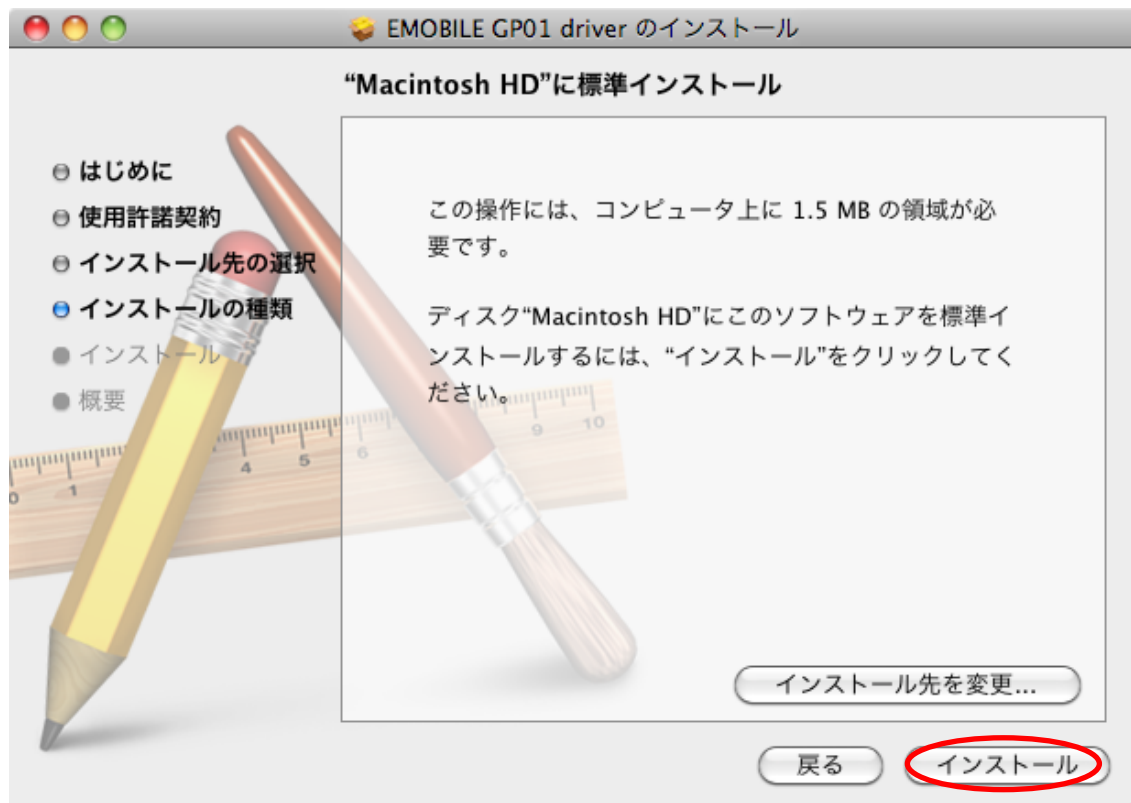 EMOBILE GP01 driver のインストール
“Macintosh HD”に標準インストール
はじめに
使用許諾契約
インストール先の選択
インストールの種類
インストール
概要
この操作には、コンピュータ上に 1.5 MB の領域が必
要です。
ディスク“Macintosh HD”にこのソフトウェアを標準イ
ンストールするには、“インストール”をクリックしてく
ださい。
0 1 4 5 6 9 10
インストール先を変更...
戻る
インストール